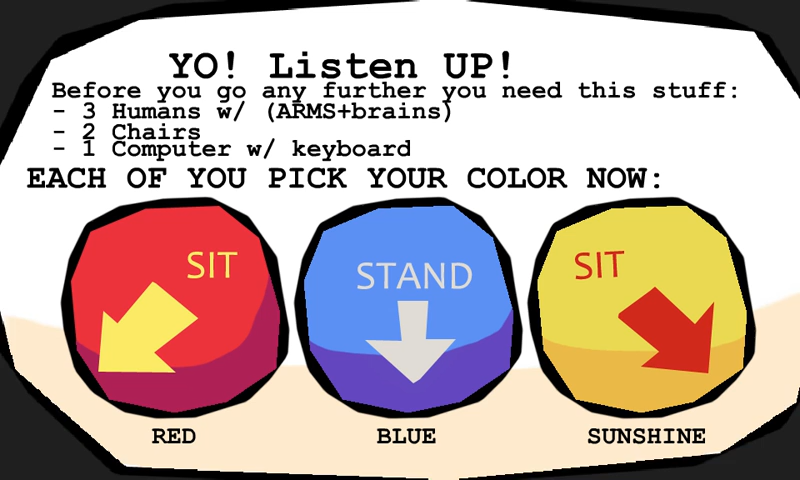 YO! Listen UP!
Before you go any further you need this stuff:
- 3 Humans w/ (ARMS+brains)
- 2 Chairs
- 1 Computer w/ keyboard
EACH OF YOU PICK YOUR COLOR NOW:
SIT
STAND
SIT
RED
BLUE
SUNSHINE